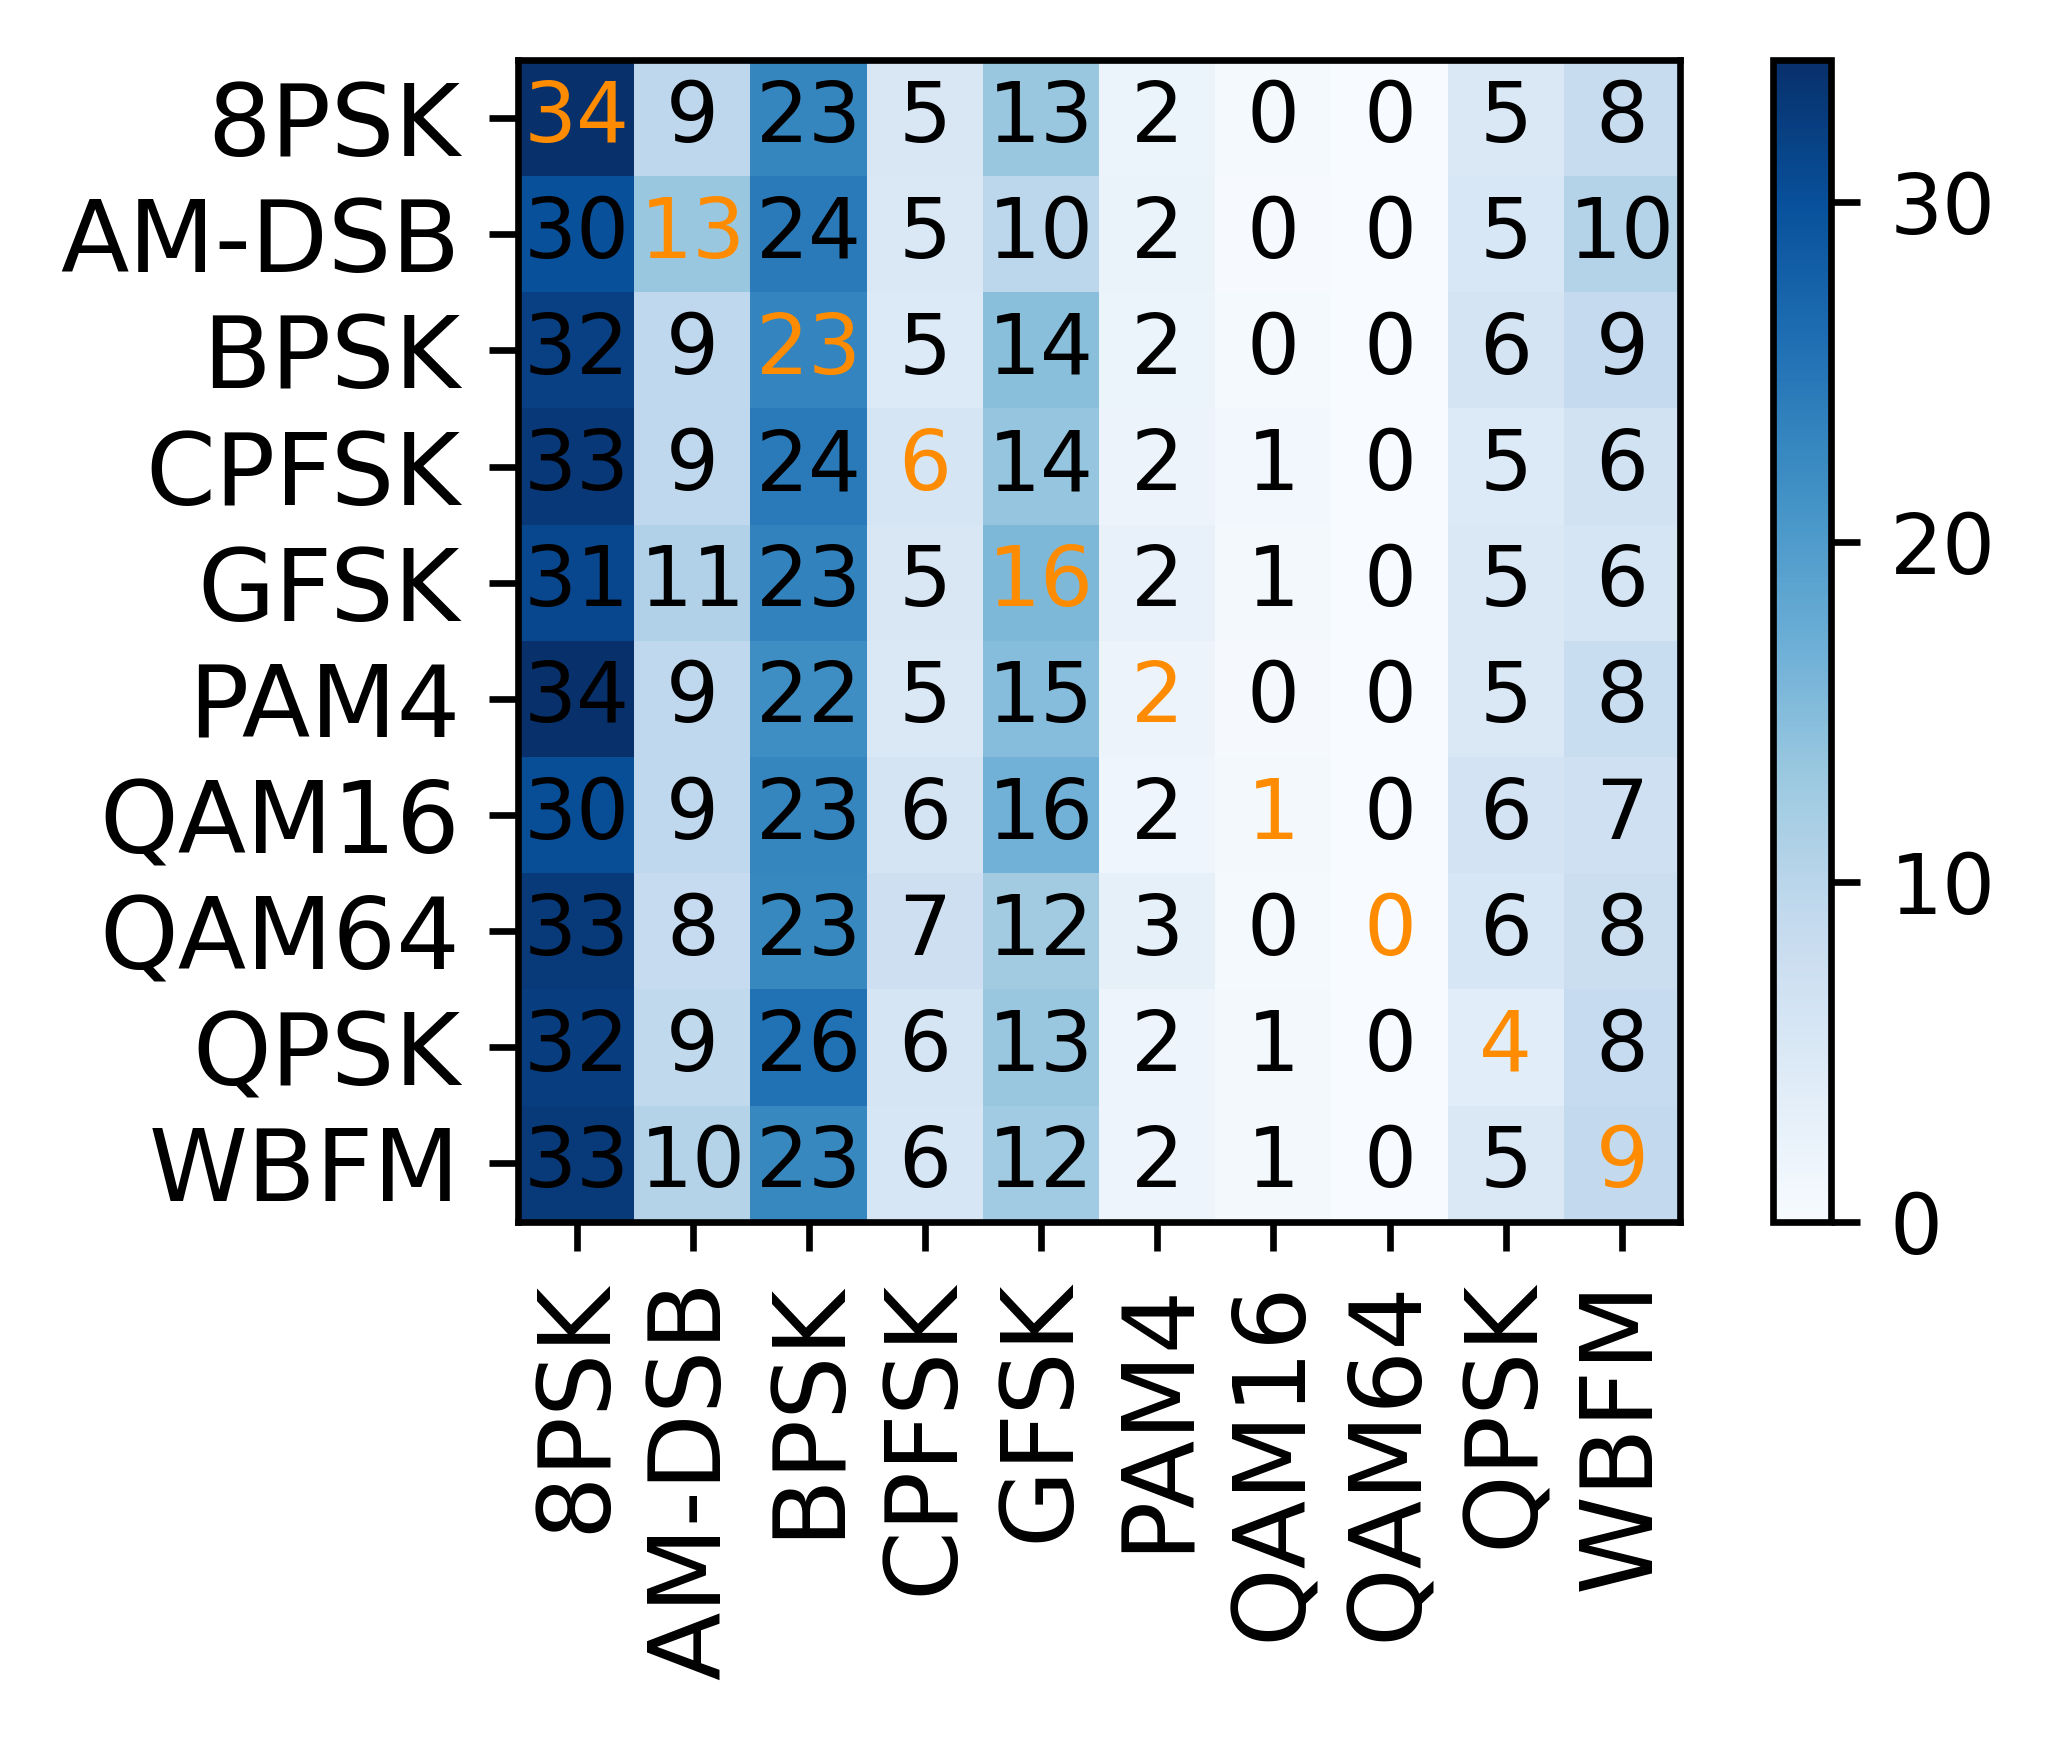 8PSK 34 9 23 5 13 2 0 0 5 8
AM-DSB 30 13 24 5 10 2 0 0 5 10
BPSK 32 9 23 5 14 2 0 0 6 9
CPFSK 33 9 24 6 14 2 1 0 5 6
GFSK 31 11 23 5 16 2 1 0 5 6
PAM4 34 9 22 5 15 2 0 0 5 8
QAM16 30 9 23 6 16 2 1 0 6 7
QAM64 33 8 23 7 12 3 0 0 6 8
QPSK 32 9 26 6 13 2 1 0 4 8
WBFM 33 10 23 6 12 2 1 0 5 9
8PSK
AM-DSB
BPSK
CPFSK
GFSK
PAM4
QAM16
QAM64
QPSK
WBFM
30
20
10
0